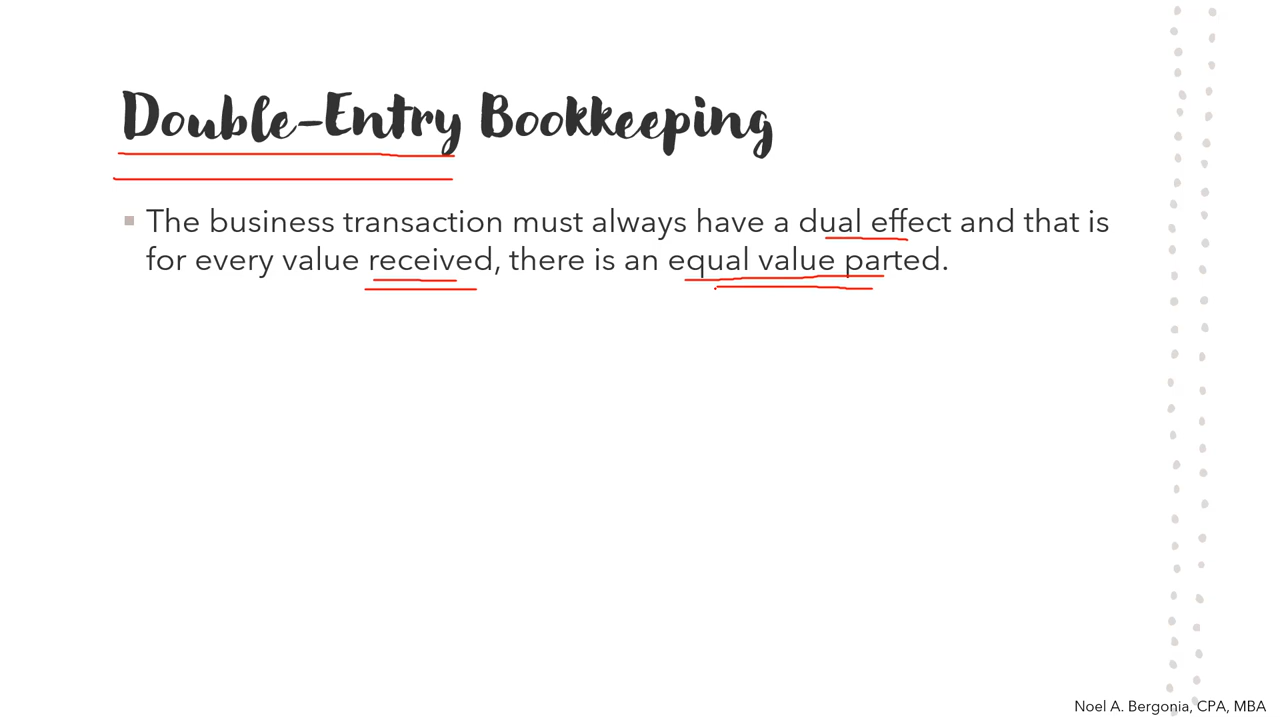 Double-Entry Bookkeeping
▪ The business transaction must always have a dual effect and that is
for every value received, there is an equal value parted.
Noel A. Bergonia, CPA, MBA